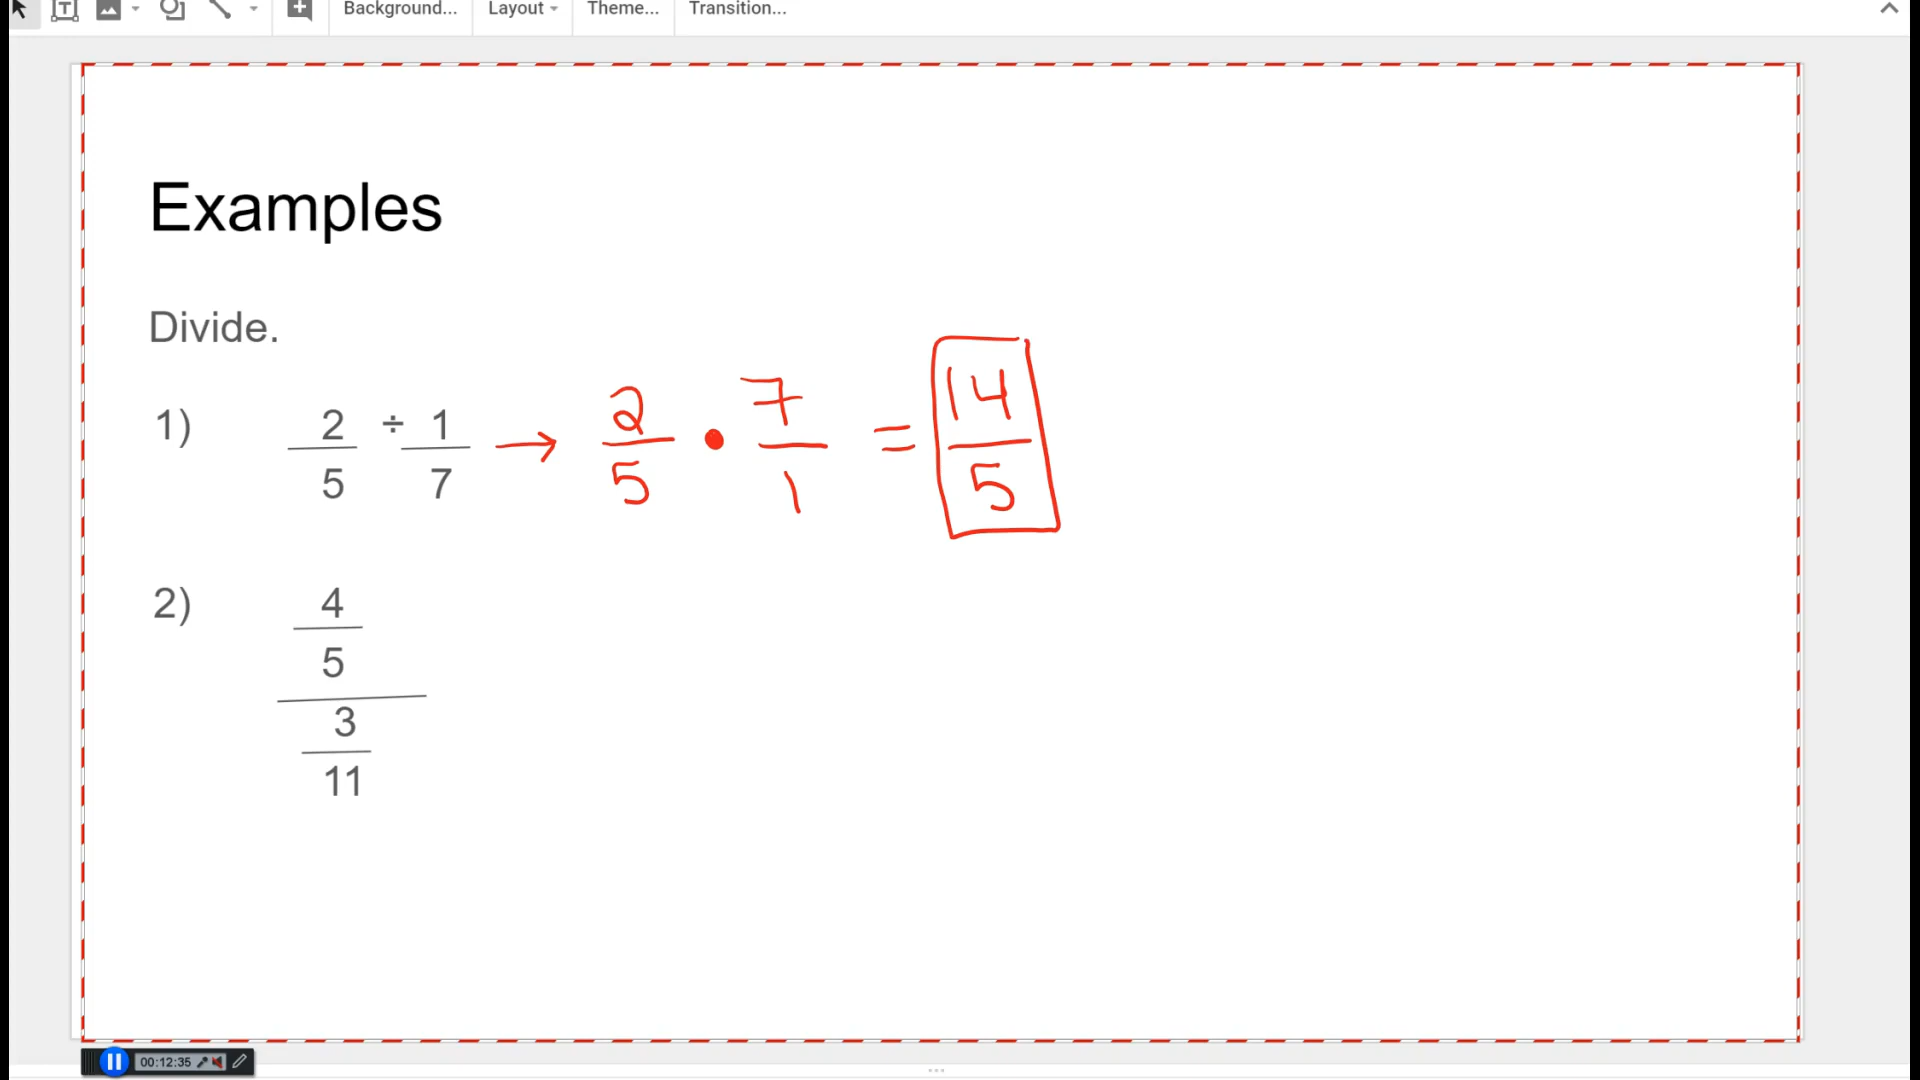 Background... Layout Theme... Transition...
Examples
Divide.
1) 2/5 ÷ 1/7 → 2/5 • 7/1 = 14/5
2) 4
5
3
11
00:12:35